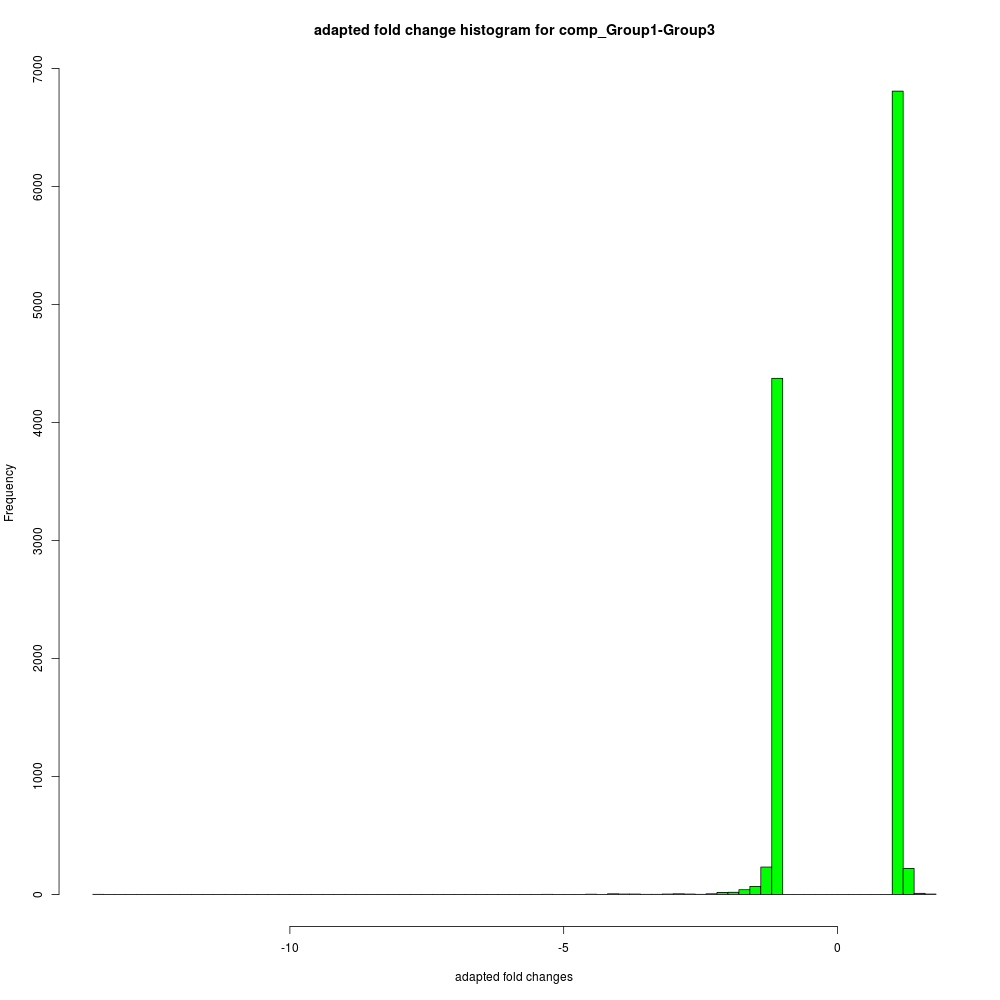 adapted fold change histogram for comp_Group1-Group3
7000
6000
5000
4000
3000
2000
1000
0
Frequency
-10 -5 0
adapted fold changes